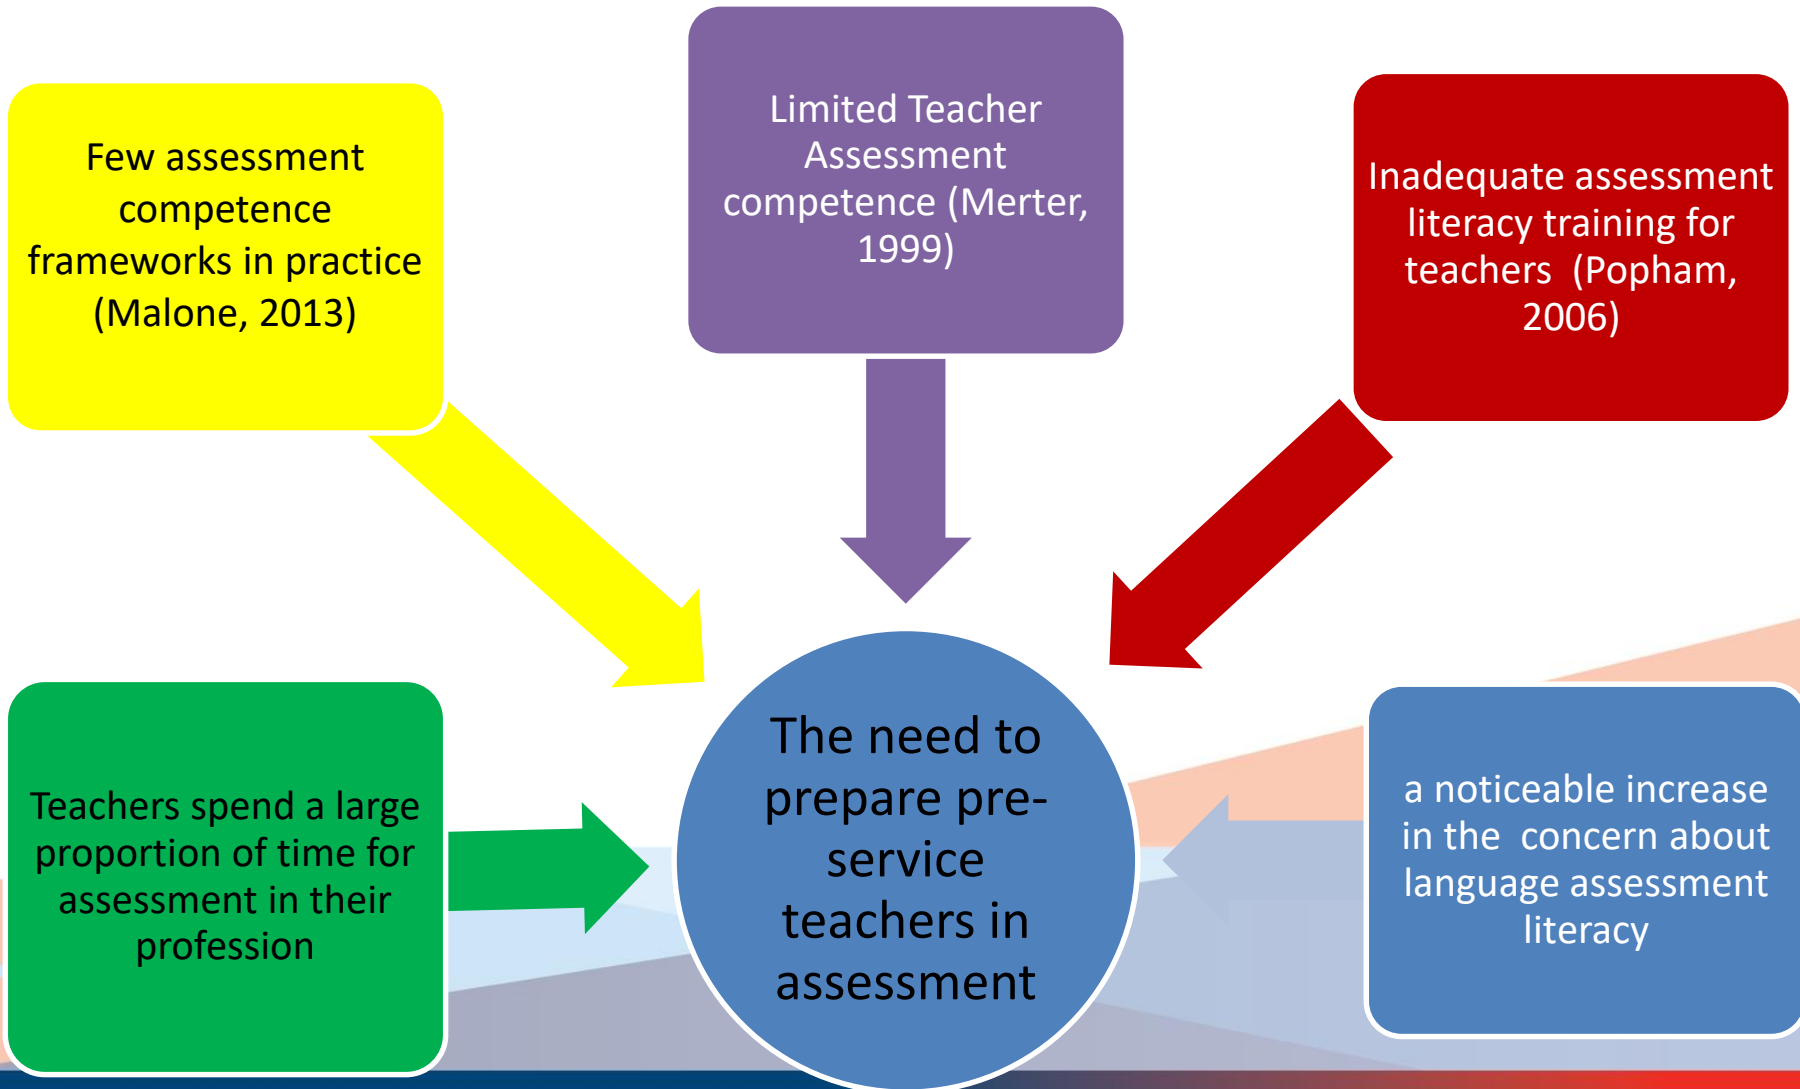 Few assessment
competence
frameworks in practice
(Malone, 2013)
Limited Teacher
Assessment
competence (Merter,
1999)
Inadequate assessment
literacy training for
teachers  (Popham,
2006)
Teachers spend a large
proportion of time for
assessment in their
profession
The need to
prepare pre-
service
teachers in
assessment
a noticeable increase
in the  concern about
language assessment
literacy